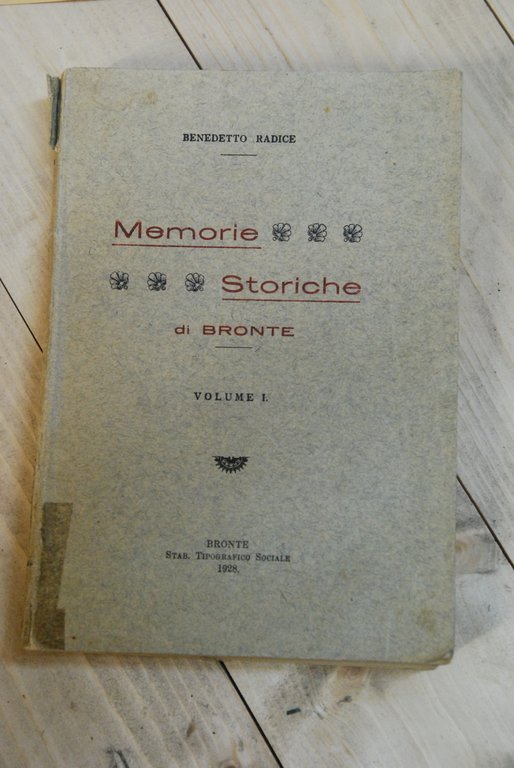 BENEDETTO RADICE
Memorie
Storiche
di BRONTE
VOLUME I.
BRONTE
STAB. TIPOGRAFICO SOCIALE
1928.